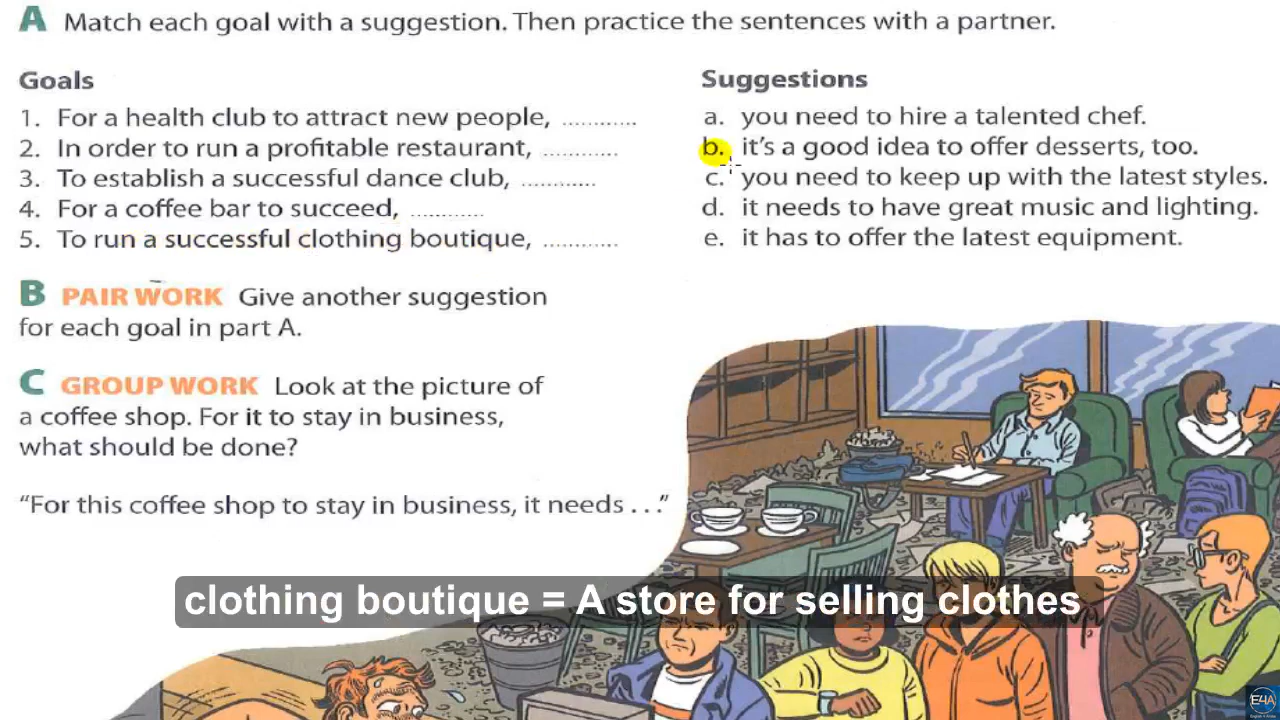 A Match each goal with a suggestion. Then practice the sentences with a partner.
Goals
1. For a health club to attract new people, ............
2. In order to run a profitable restaurant, ............
3. To establish a successful dance club, ............
4. For a coffee bar to succeed, ............
5. To run a successful clothing boutique, ............
Suggestions
a. you need to hire a talented chef.
b. it's a good idea to offer desserts, too.
c. you need to keep up with the latest styles.
d. it needs to have great music and lighting.
e. it has to offer the latest equipment.
B PAIR WORK Give another suggestion
for each goal in part A.
C GROUP WORK Look at the picture of
a coffee shop. For it to stay in business,
what should be done?
“For this coffee shop to stay in business, it needs . . .”
clothing boutique = A store for selling clothes
E4A